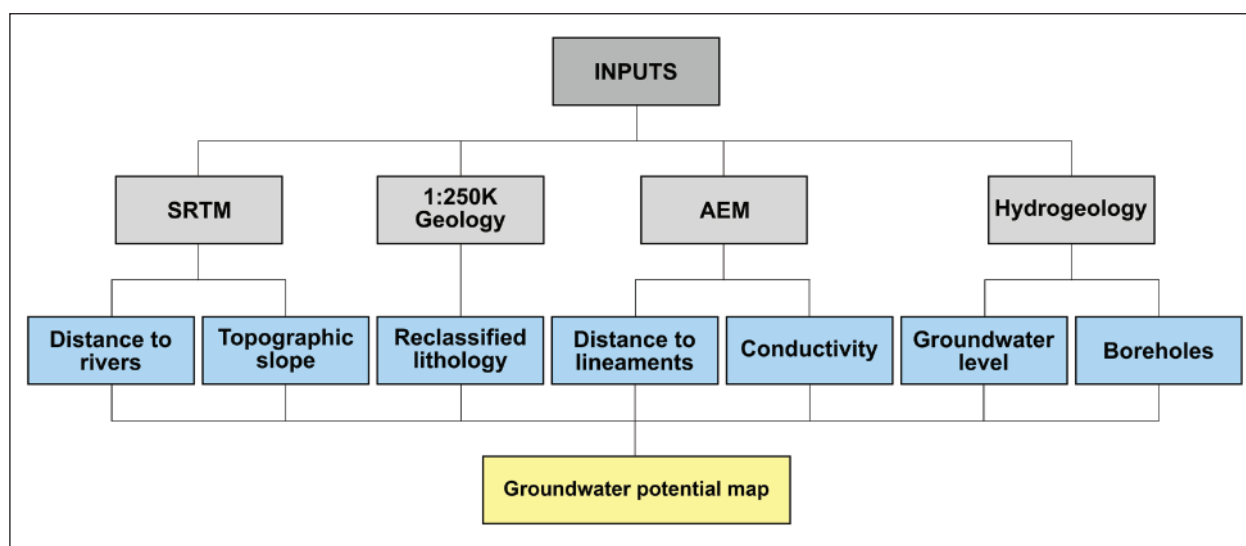 INPUTS
SRTM
1:250K
Geology
AEM
Hydrogeology
Distance to
rivers
Topographic
slope
Reclassified
lithology
Distance to
lineaments
Conductivity
Groundwater
level
Boreholes
Groundwater potential map